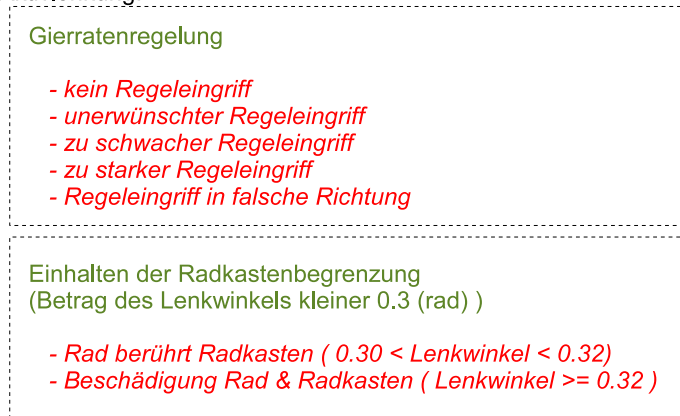 Gierratenregelung
- kein Regeleingriff
- unerwünschter Regeleingriff
- zu schwacher Regeleingriff
- zu starker Regeleingriff
- Regeleingriff in falsche Richtung
Einhalten der Radkastenbegrenzung
(Betrag des Lenkwinkels kleiner 0.3 (rad) )
- Rad berührt Radkasten ( 0.30 < Lenkwinkel < 0.32)
- Beschädigung Rad & Radkasten ( Lenkwinkel >= 0.32 )